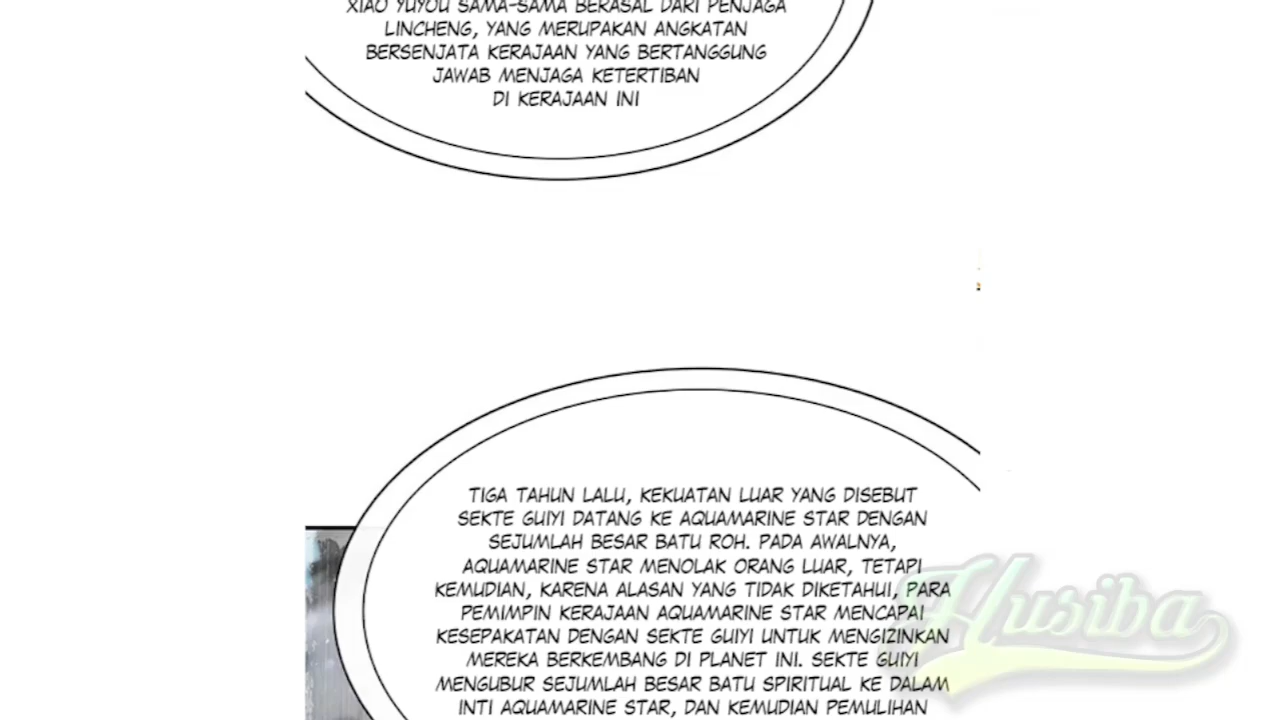 XIAO YUYOU SAMA-SAMA BERASAL DARI PENJAGA
LINCHENG, YANG MERUPAKAN ANGKATAN
BERSENJATA KERAJAAN YANG BERTANGGUNG
JAWAB MENJAGA KETERTIBAN
DI KERAJAAN INI
TIGA TAHUN LALU, KEKUATAN LUAR YANG DISEBUT
SEKTE GUIYI DATANG KE AQUAMARINE STAR DENGAN
SEJUMLAH BESAR BATU ROH. PADA AWALNYA,
AQUAMARINE STAR MENOLAK ORANG LUAR, TETAPI
KEMUDIAN, KARENA ALASAN YANG TIDAK DIKETAHUI, PARA
PEMIMPIN KERAJAAN AQUAMARINE STAR MENCAPAI
KESEPAKATAN DENGAN SEKTE GUIYI UNTUK MENGIZINKAN
MEREKA BERKEMBANG DI PLANET INI. SEKTE GUIYI
MENGUBUR SEJUMLAH BESAR BATU SPIRITUAL KE DALAM
INTI AQUAMARINE STAR, DAN KEMUDIAN PEMULIHAN
Husiba